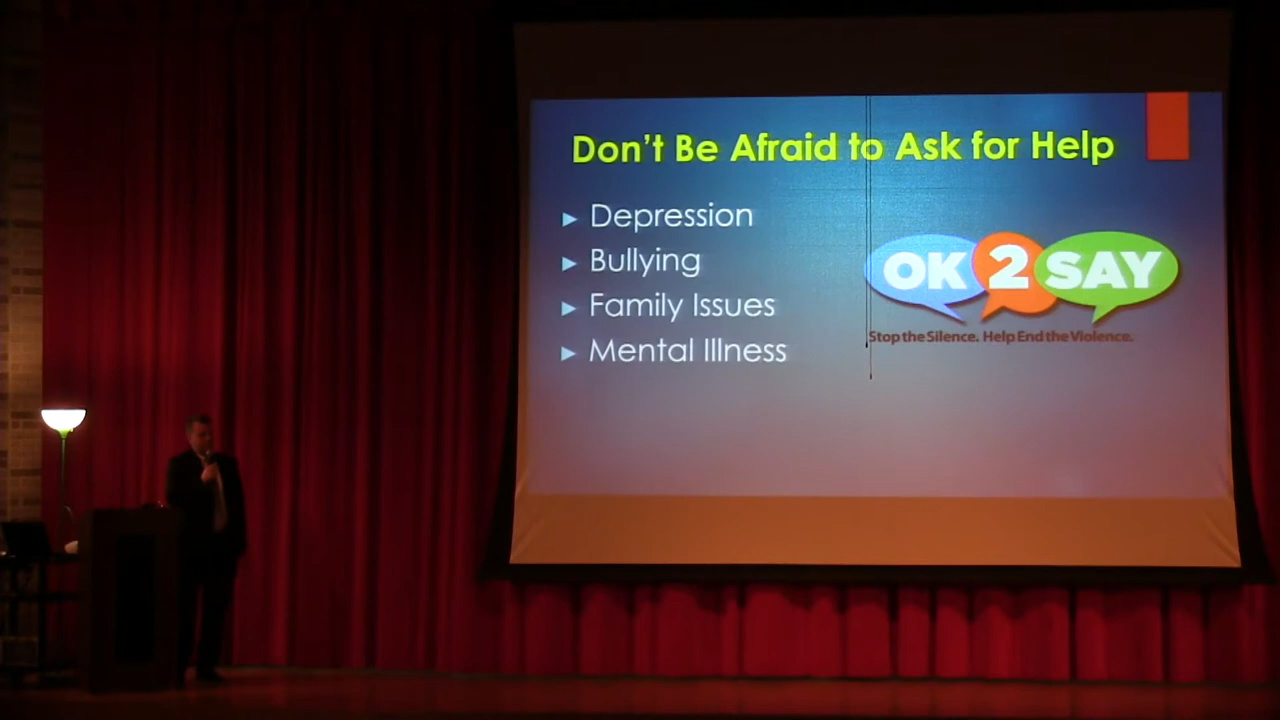 Don't Be Afraid to Ask for Help
Depression
Bullying
Family Issues
Mental Illness
OK 2 SAY
Stop the Silence. Help End the Violence.